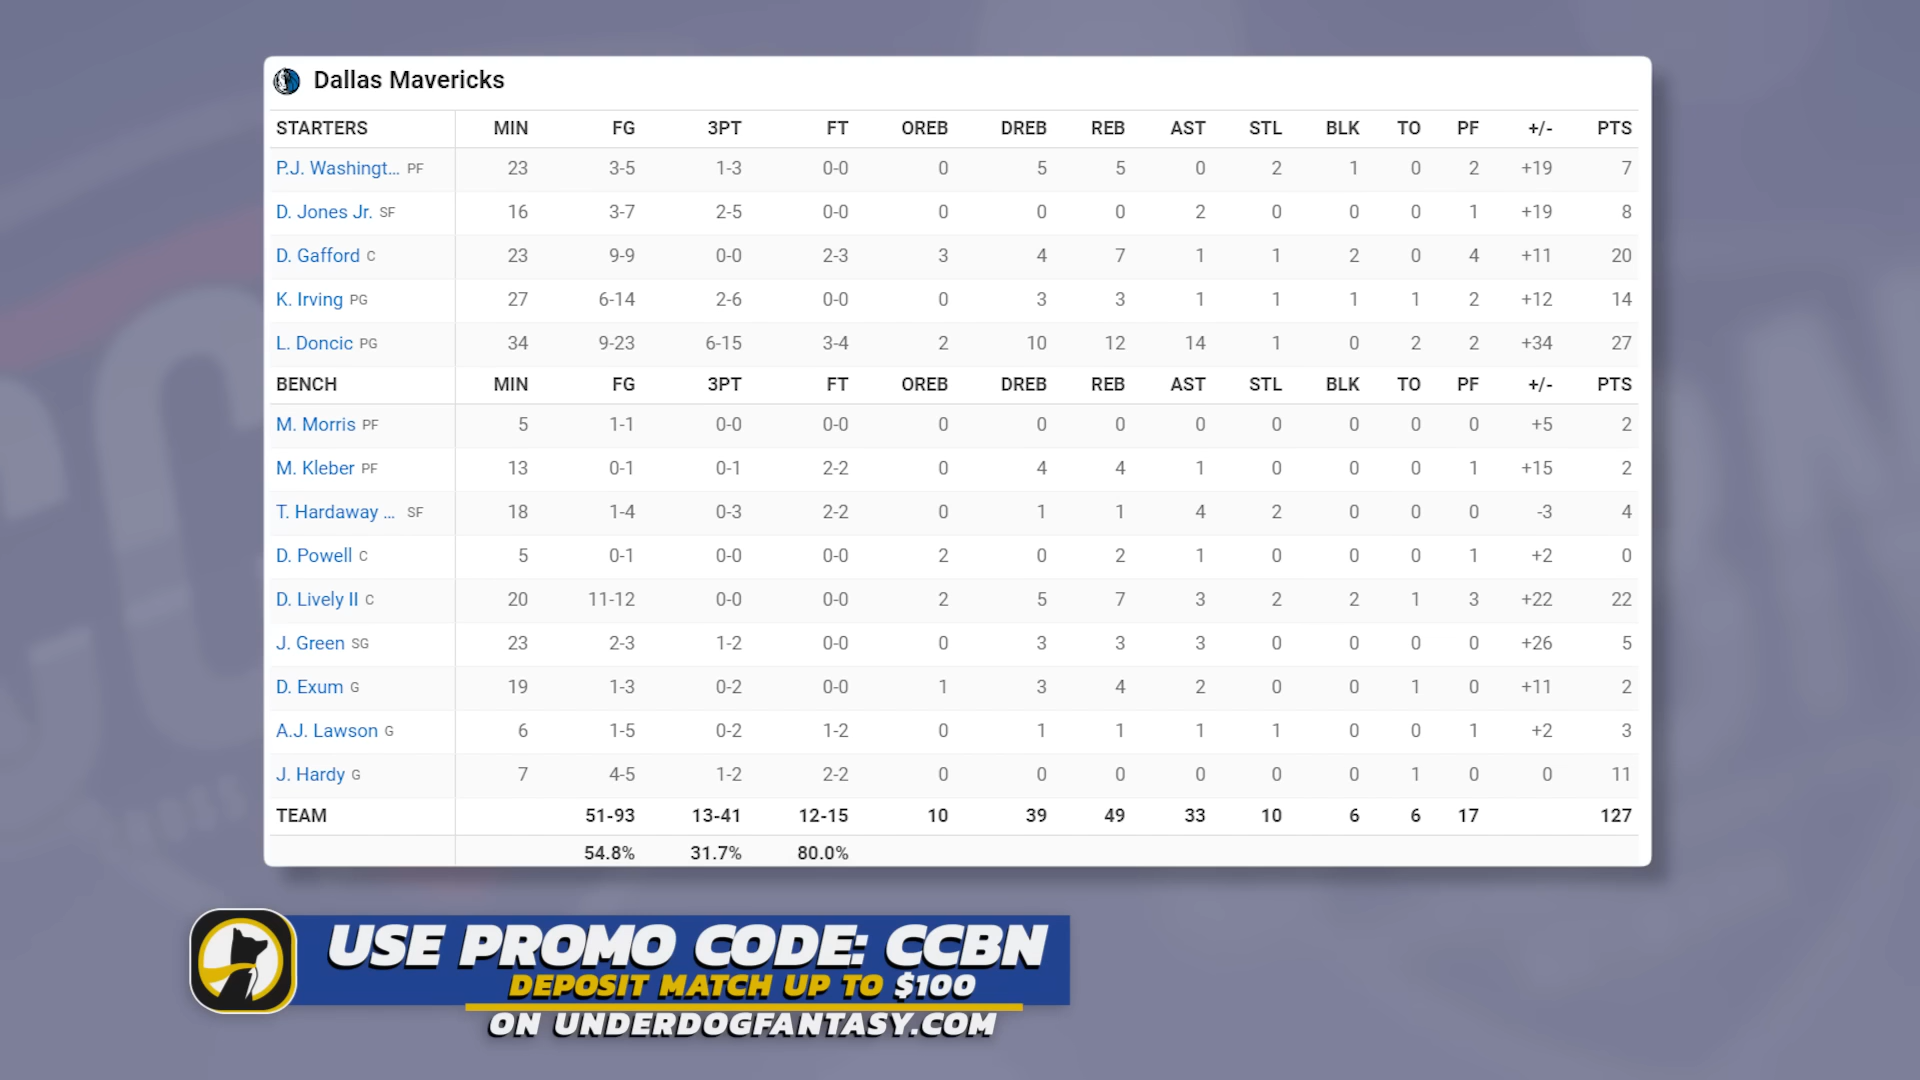 Dallas Mavericks
STARTERS MIN FG 3PT FT OREB DREB REB AST STL BLK TO PF +/- PTS
P.J. Washingt... PF 23 3-5 1-3 0-0 0 5 5 0 2 1 0 2 +19 7
D. Jones Jr. SF 16 3-7 2-5 0-0 0 0 0 2 0 0 0 1 +19 8
D. Gafford C 23 9-9 0-0 2-3 3 4 7 1 1 2 0 4 +11 20
K. Irving PG 27 6-14 2-6 0-0 0 3 3 1 1 1 1 2 +12 14
L. Doncic PG 34 9-23 6-15 3-4 2 10 12 14 1 0 2 2 +34 27
BENCH MIN FG 3PT FT OREB DREB REB AST STL BLK TO PF +/- PTS
M. Morris PF 5 1-1 0-0 0-0 0 0 0 0 0 0 0 0 +5 2
M. Kleber PF 13 0-1 0-1 2-2 0 4 4 1 0 0 0 1 +15 2
T. Hardaway ... SF 18 1-4 0-3 2-2 0 1 1 4 2 0 0 0 -3 4
D. Powell C 5 0-1 0-0 0-0 2 0 2 1 0 0 0 1 +2 0
D. Lively II C 20 11-12 0-0 0-0 2 5 7 3 2 2 1 3 +22 22
J. Green SG 23 2-3 1-2 0-0 0 3 3 3 0 0 0 0 +26 5
D. Exum G 19 1-3 0-2 0-0 1 3 4 2 0 0 1 0 +11 2
A.J. Lawson G 6 1-5 0-2 1-2 0 1 1 1 1 0 0 1 +2 3
J. Hardy G 7 4-5 1-2 2-2 0 0 0 0 0 0 1 0 0 11
TEAM 51-93 13-41 12-15 10 39 49 33 10 6 6 17 127
54.8% 31.7% 80.0%
USE PROMO CODE: CCBN
DEPOSIT MATCH UP TO $100
ON UNDERDOGFANTASY.COM